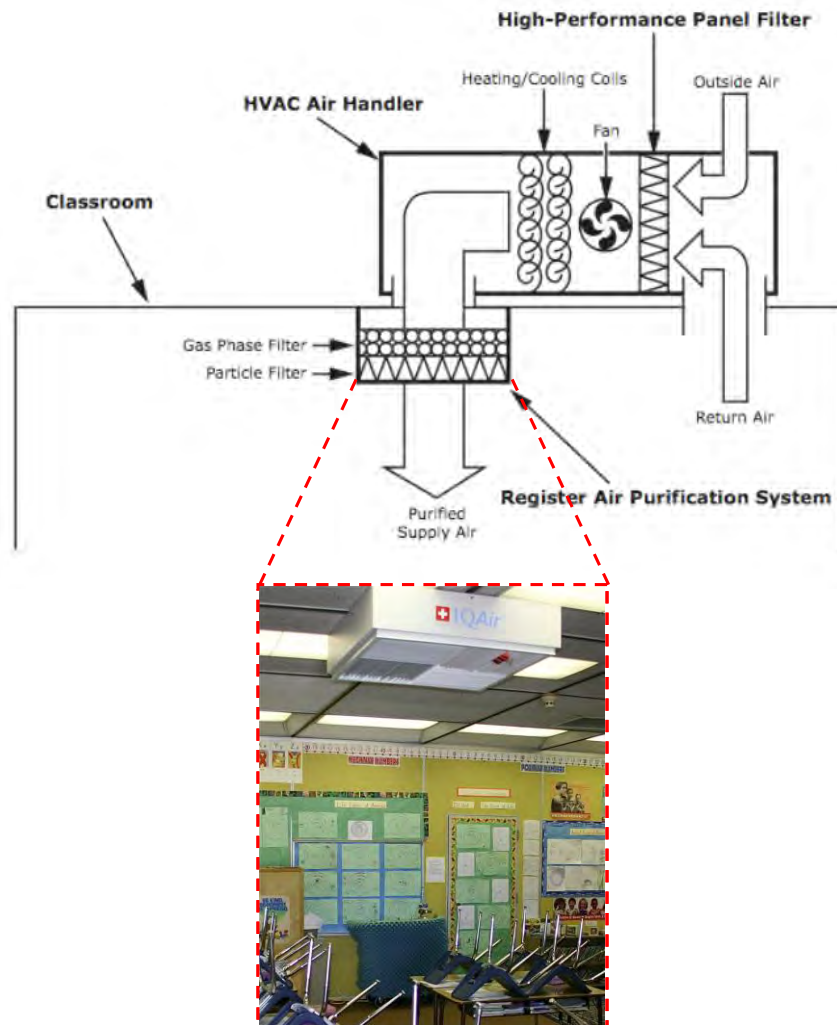 High-Performance Panel Filter
Heating/Cooling Coils
Outside Air
HVAC Air Handler
Fan
Classroom
Gas Phase Filter
Particle Filter
Return Air
Register Air Purification System
Purified
Supply Air
IQAir